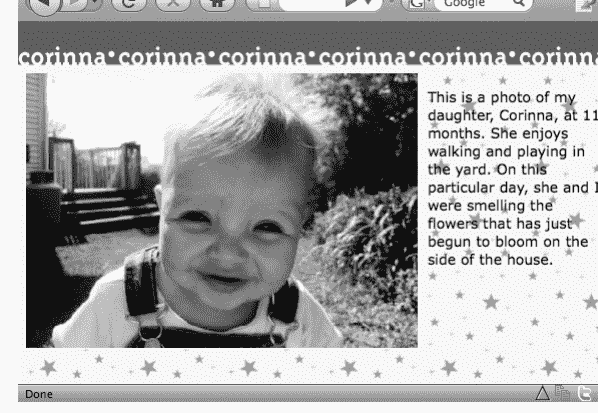 Google
corinna•corinna•corinna•corinna•corinna•corinna
This is a photo of my
daughter, Corinna, at 11
months. She enjoys
walking and playing in
the yard. On this
particular day, she and I
were smelling the
flowers that has just
begun to bloom on the
side of the house.
Done